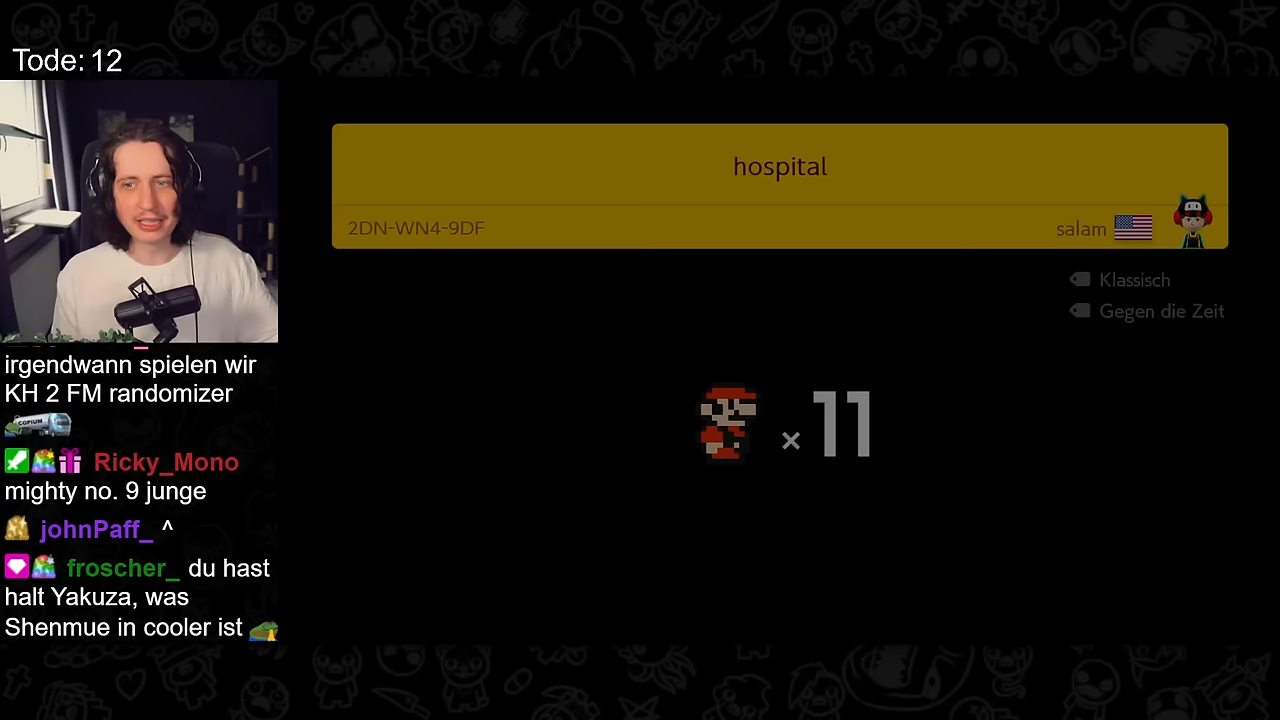 Tode: 12
hospital
2DN-WN4-9DF
salam
Klassisch
Gegen die Zeit
× 11
irgendwann spielen wir
KH 2 FM randomizer
COPIUM
Ricky_Mono
mighty no. 9 junge
johnPaff_ ^
froscher_ du hast
halt Yakuza, was
Shenmue in cooler ist